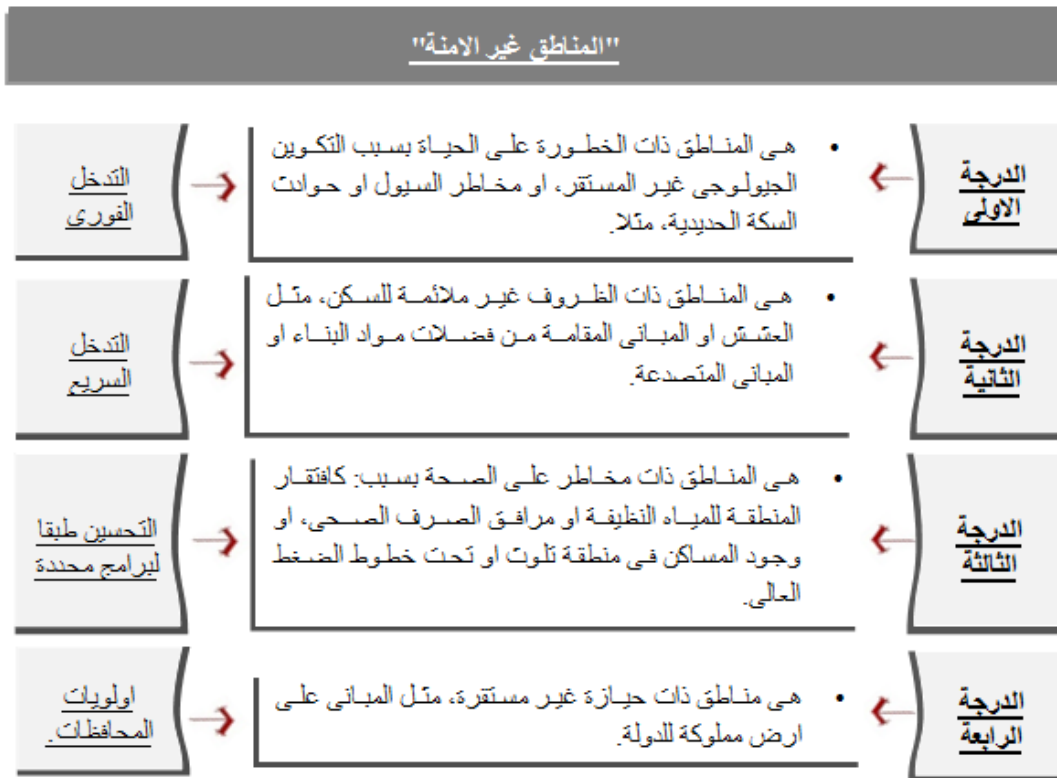 "المناطق غير الامنة"
الدرجة
الاولى
• هى المناطق ذات الخطورة على الحياة بسبب التكوين
الجيولوجى غير المستقر، او مخاطر السيول او حوادث
السكة الحديدية، مثلا.
التدخل
الفورى
الدرجة
الثانية
• هى المناطق ذات الظروف غير ملائمة للسكن، مثل
العشش او المبانى المقامة من فضلات مواد البناء او
المبانى المتصدعة.
التدخل
السريع
الدرجة
الثالثة
• هى المناطق ذات مخاطر على الصحة بسبب: كافتقار
المنطقة للمياه النظيفة او مرافق الصرف الصحى، او
وجود المساكن فى منطقة تلوث او تحت خطوط الضغط
العالى.
التحسين طبقا
لبرامج محددة
الدرجة
الرابعة
• هى مناطق ذات حيازة غير مستقرة، مثل المبانى على
ارض مملوكة للدولة.
اولويات
المحافظات.